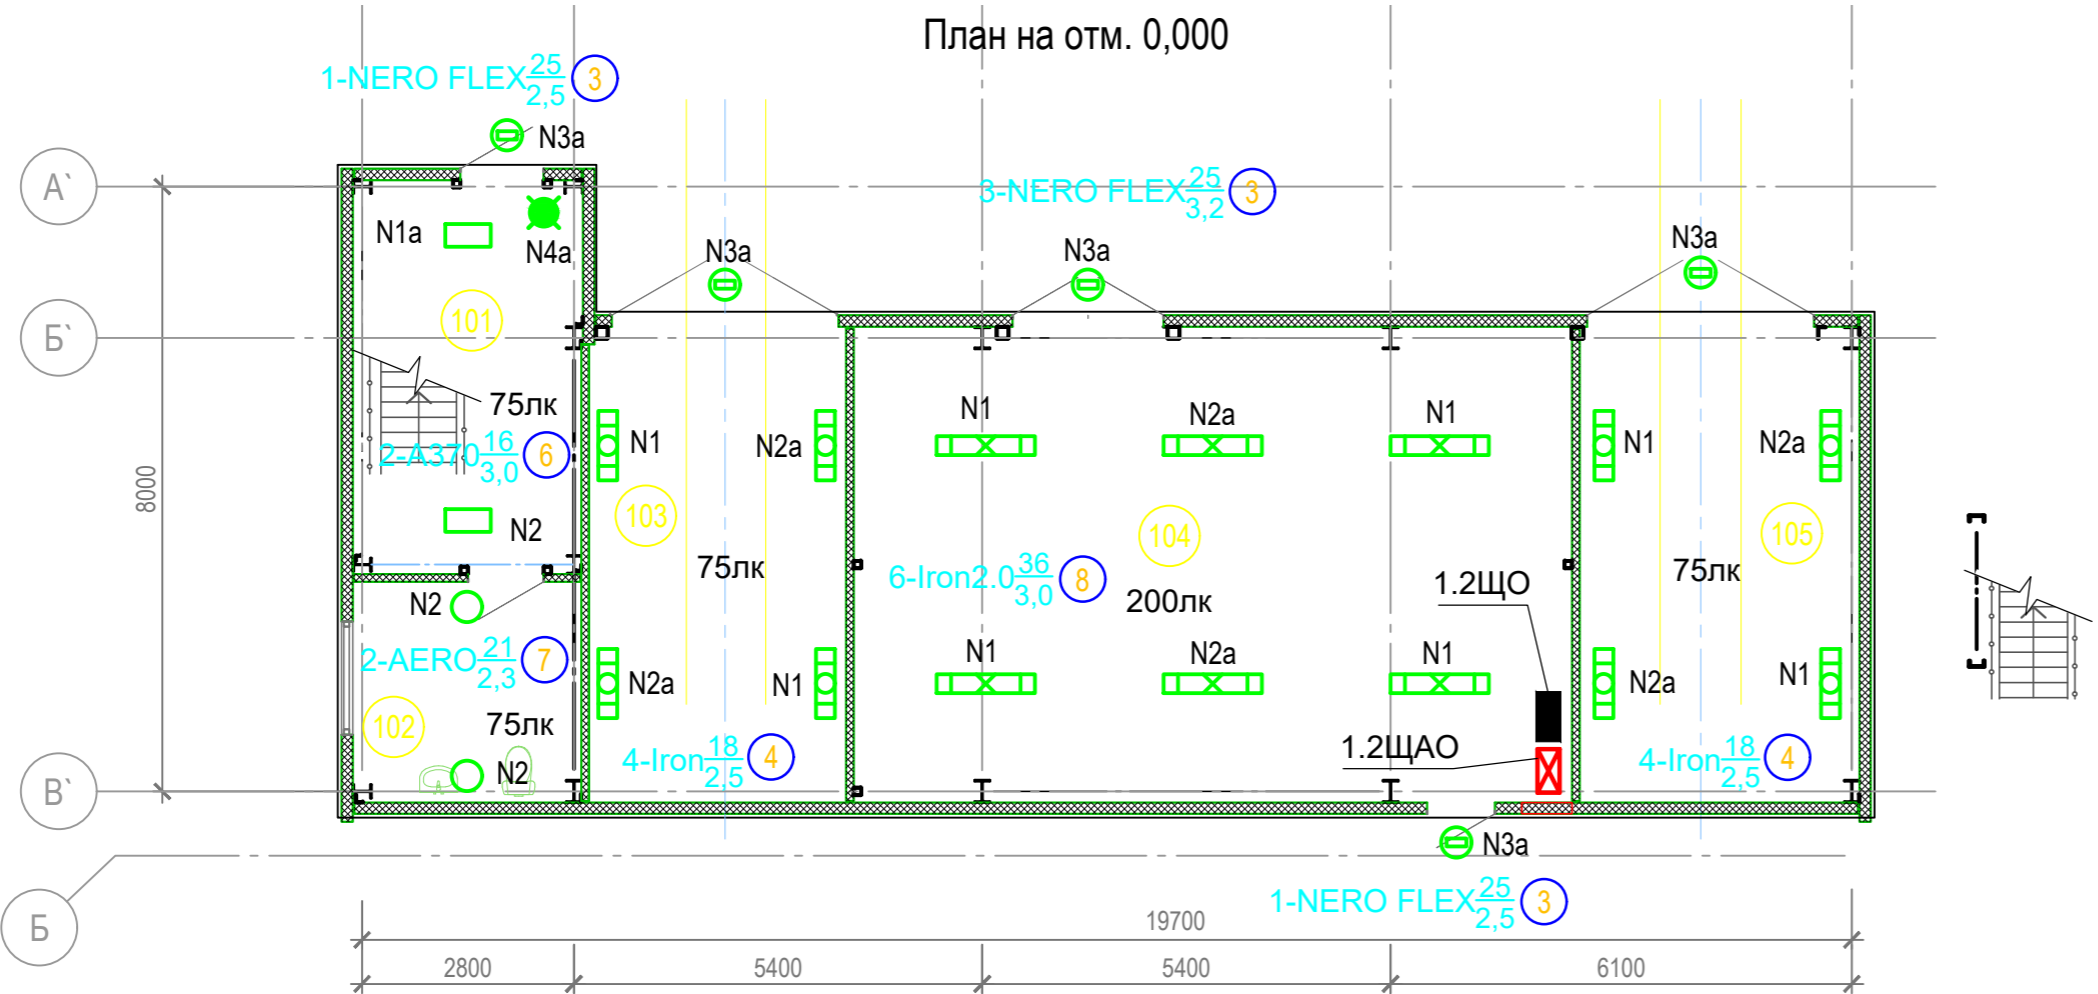 План на отм. 0,000
1-NERO FLEX 25/2,5 3
N3a
А`
3-NERO FLEX 25/3,2 3
N1a
N4a
N3a
N3a
N3a
101
Б`
75лк
N1
N2a
N1
N2a
N1
N1
N2a
2-A370 16/3,0 6
8000
103
104
105
N2
75лк
75лк
6-Iron2.0 36/3,0 8
1.2ЩО
200лк
N2
2-AERO 21/2,3 7
N1
N2a
N1
N2a
N1
N2a
N1
102
75лк
4-Iron 18/2,5 4
1.2ЩАО
4-Iron 18/2,5 4
N2
В`
N3a
1-NERO FLEX 25/2,5 3
Б
19700
2800
5400
5400
6100